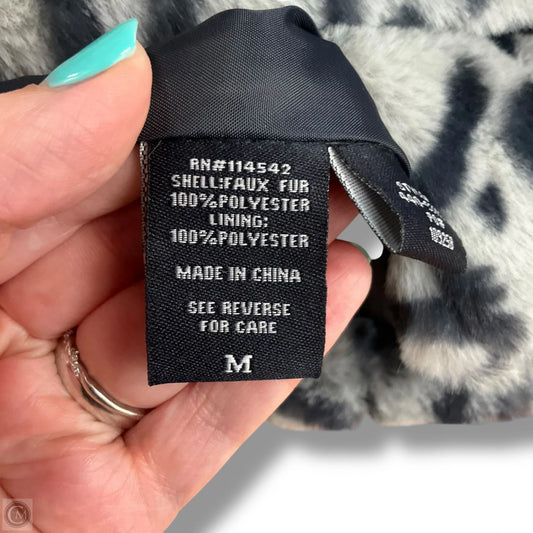 RN#114542
SHELL:FAUX FUR
100%POLYESTER
LINING:
100%POLYESTER
MADE IN CHINA
SEE REVERSE
FOR CARE
M